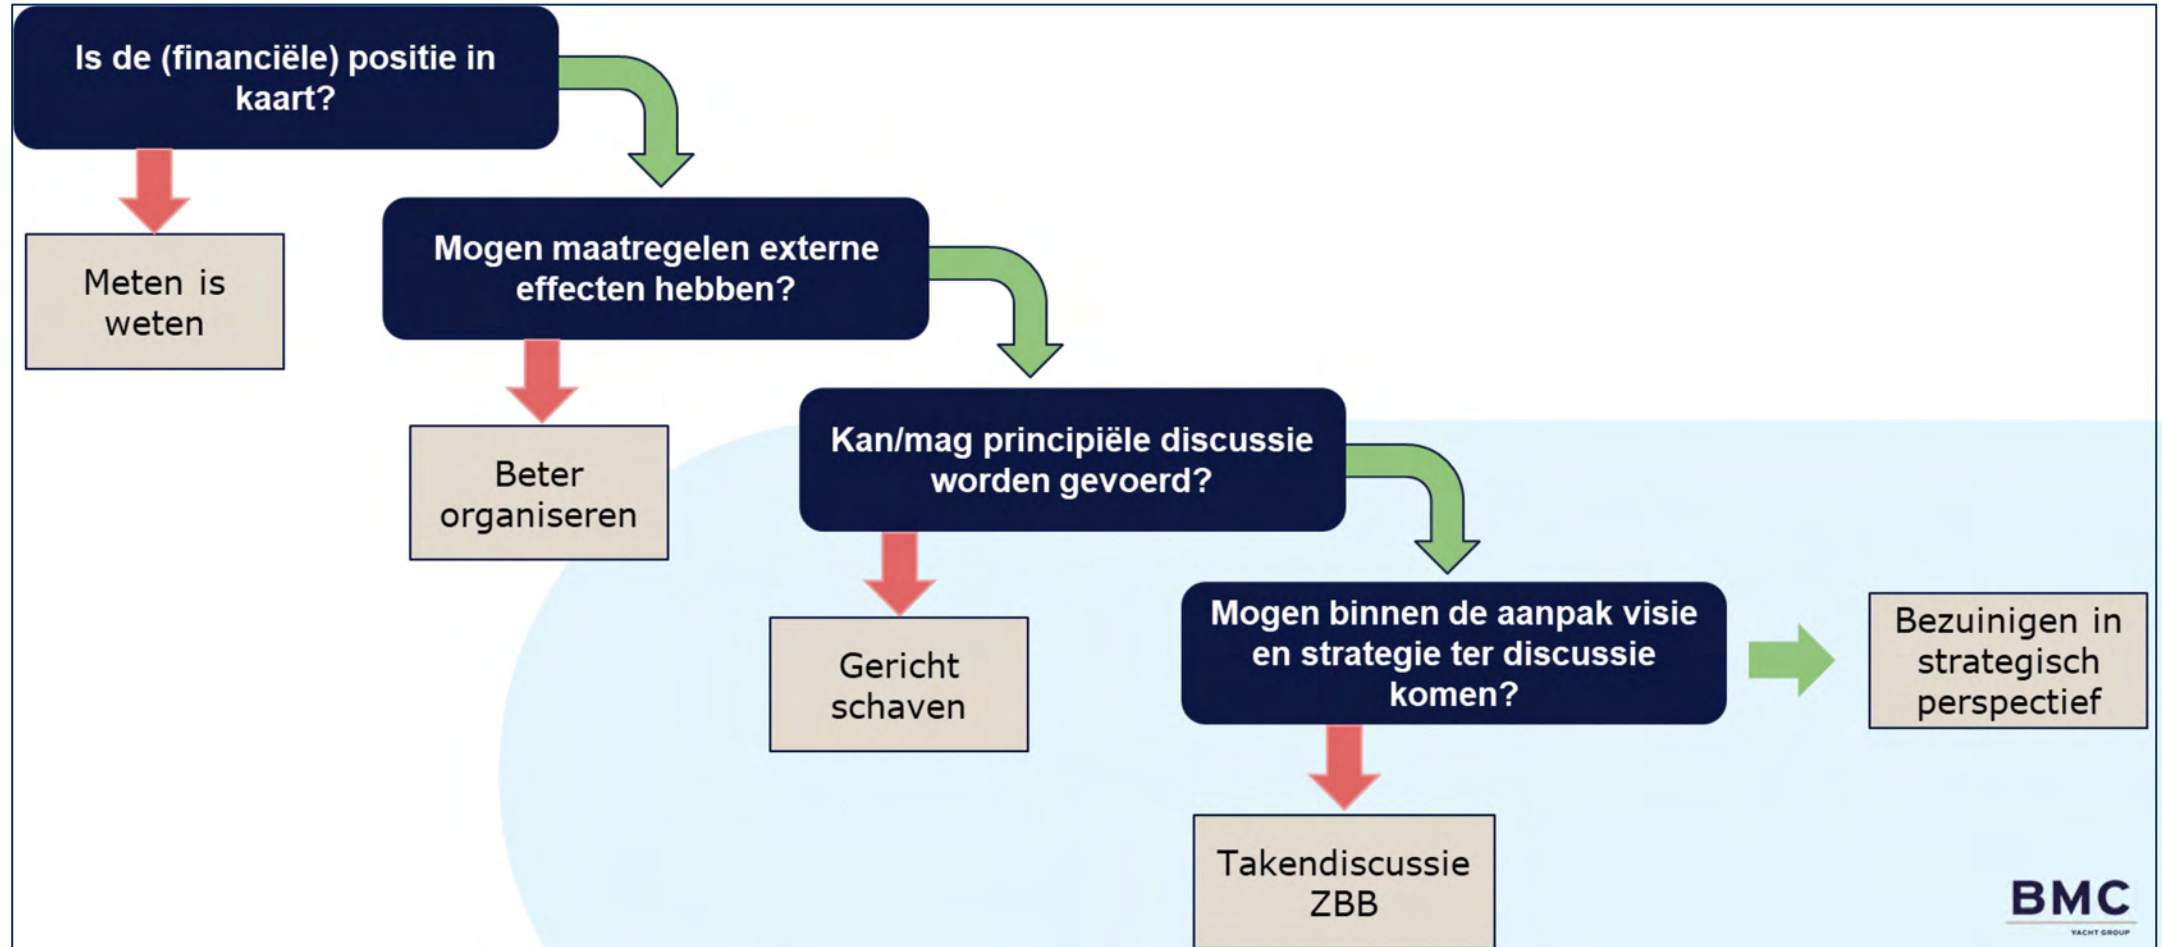 Is de (financiële) positie in
kaart?
Meten is
weten
Mogen maatregelen externe
effecten hebben?
Beter
organiseren
Kan/mag principiële discussie
worden gevoerd?
Gericht
schaven
Mogen binnen de aanpak visie
en strategie ter discussie
komen?
Bezuinigen in
strategisch
perspectief
Takendiscussie
ZBB
BMC
YACHT GROUP